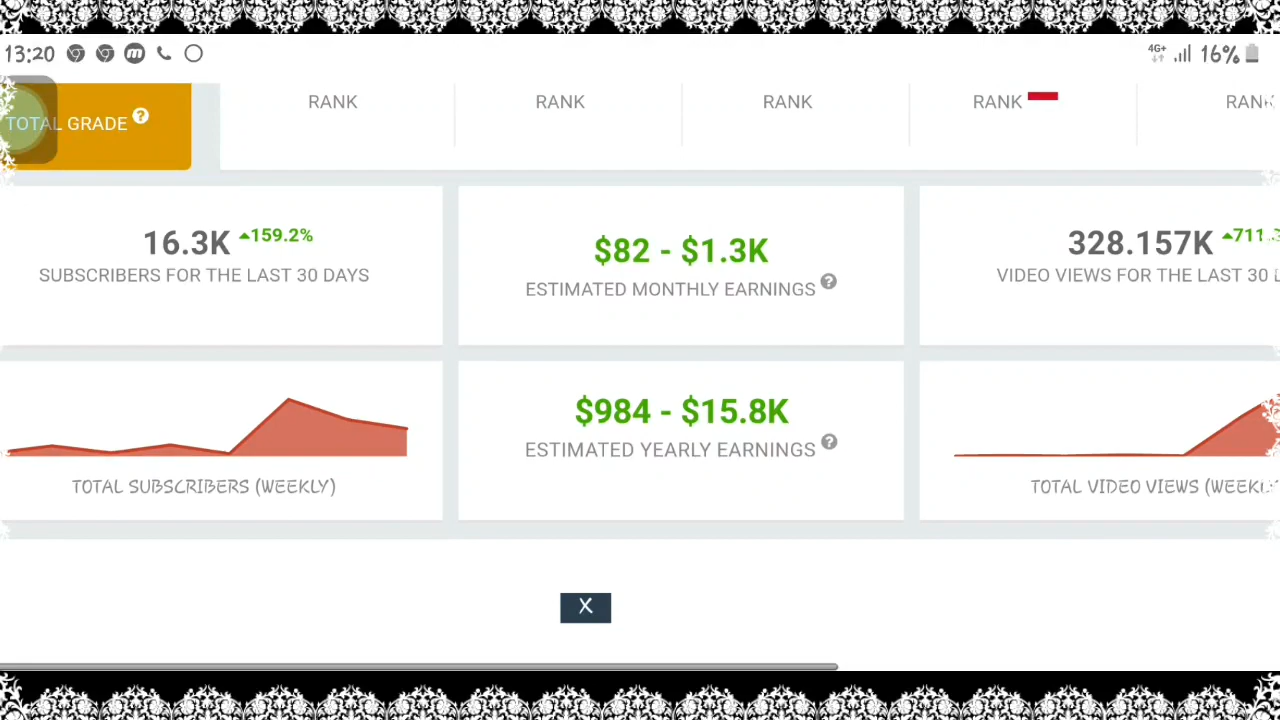 13:20
4G+ 16%
TOTAL GRADE ?
RANK RANK RANK RANK
16.3K 159.2%
SUBSCRIBERS FOR THE LAST 30 DAYS
$82 - $1.3K
ESTIMATED MONTHLY EARNINGS ?
328.157K 711.
VIDEO VIEWS FOR THE LAST 30
TOTAL SUBSCRIBERS (WEEKLY)
$984 - $15.8K
ESTIMATED YEARLY EARNINGS ?
TOTAL VIDEO VIEWS
X